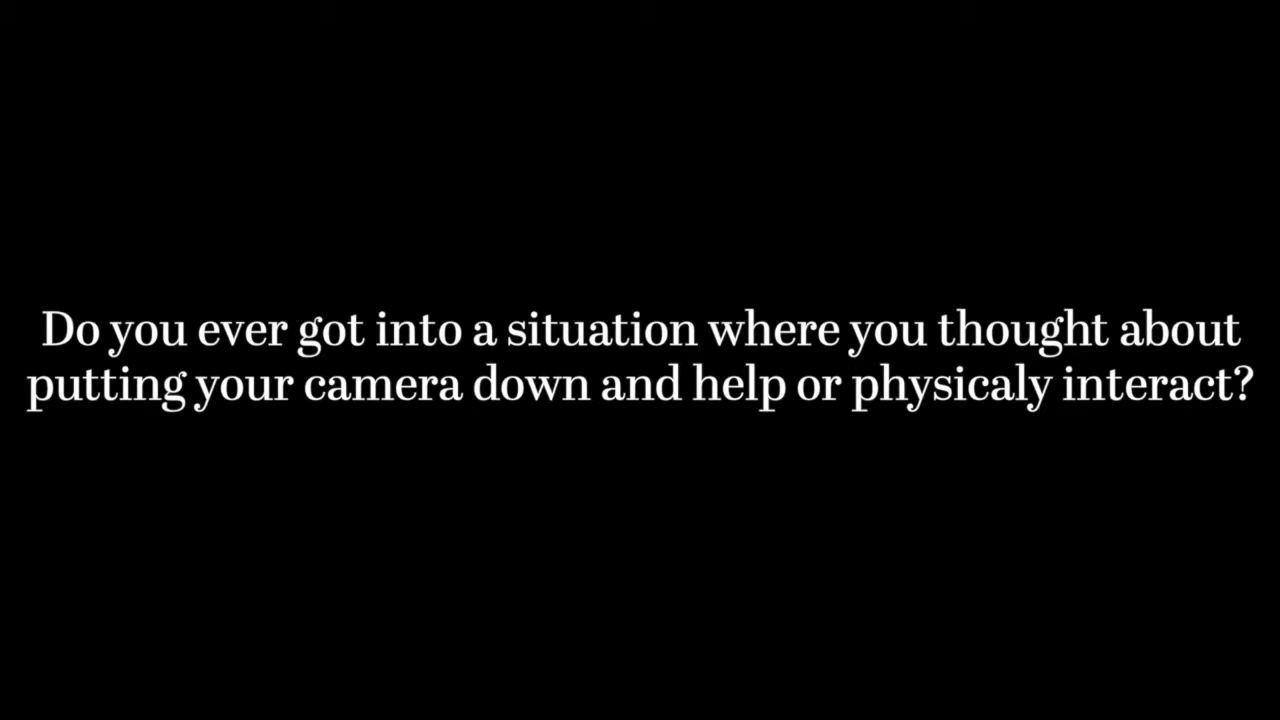 Do you ever got into a situation where you thought about
putting your camera down and help or physicaly interact?